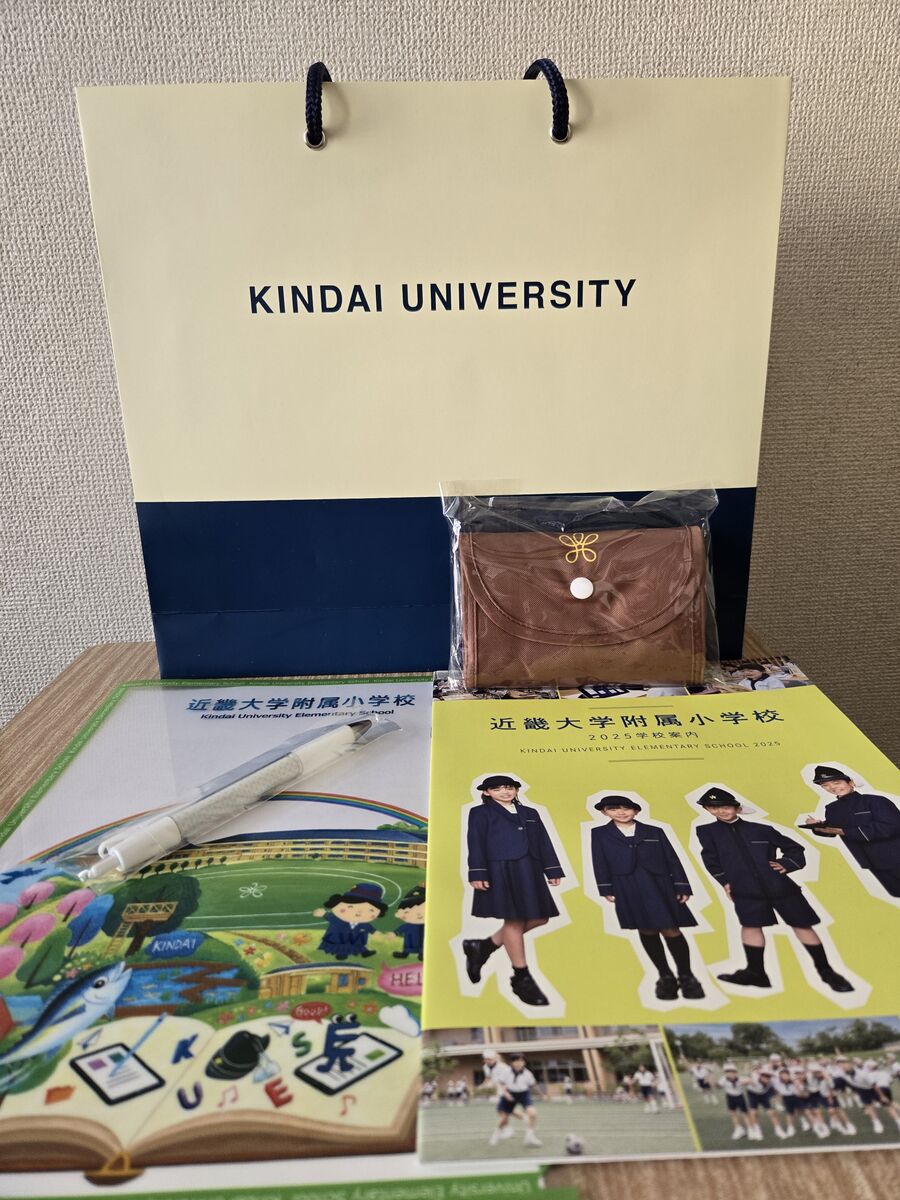 KINDAI UNIVERSITY
近畿大学附属小学校
Kindai University Elementary School
KINDAI
HELL
K
U
E
S
近畿大学附属小学校
2025学校案内
KINDAI UNIVERSITY ELEMENTARY SCHOOL 2025